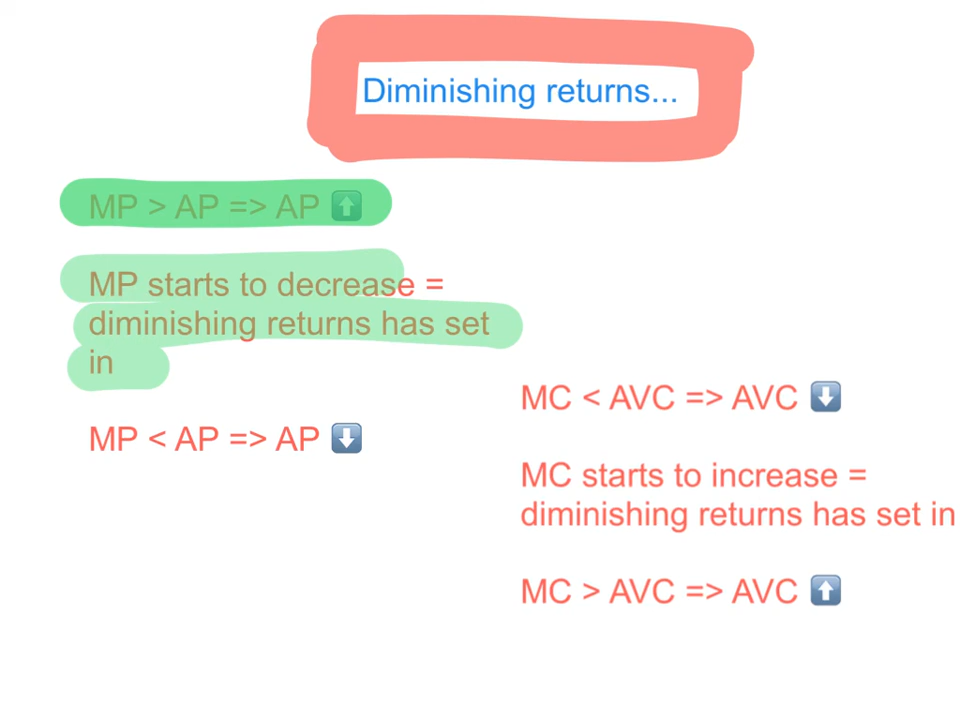 Diminishing returns...
MP > AP => AP ⬆️
MP starts to decrease =
diminishing returns has set
in
MP < AP => AP ⬇️
MC < AVC => AVC ⬇️
MC starts to increase =
diminishing returns has set in
MC > AVC => AVC ⬆️